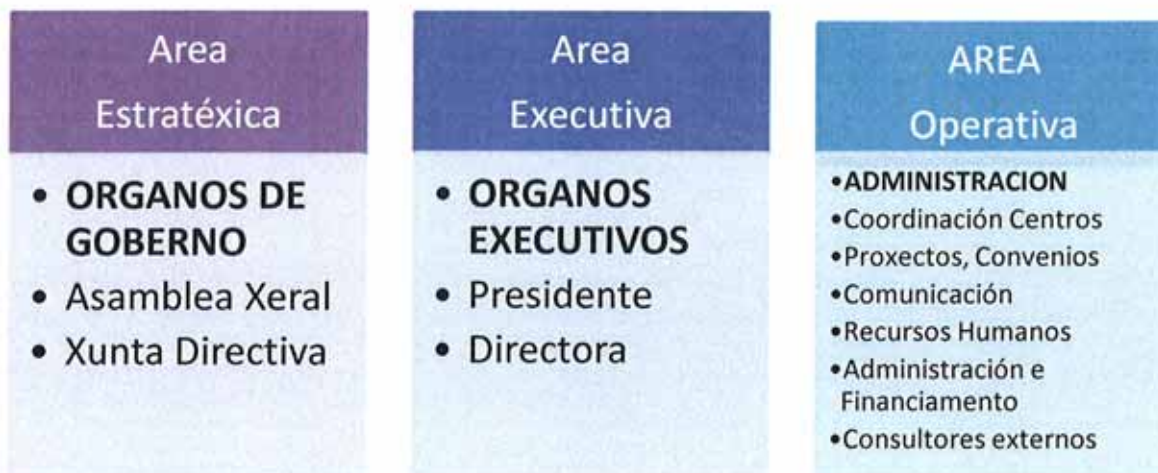 Area
Estratéxica
• ORGANOS DE
GOBERNO
• Asamblea Xeral
• Xunta Directiva
Area
Executiva
• ORGANOS
EXECUTIVOS
• Presidente
• Directora
AREA
Operativa
•ADMINISTRACION
•Coordinación Centros
•Proxectos, Convenios
•Comunicación
•Recursos Humanos
•Administración e
Financiamento
•Consultores externos